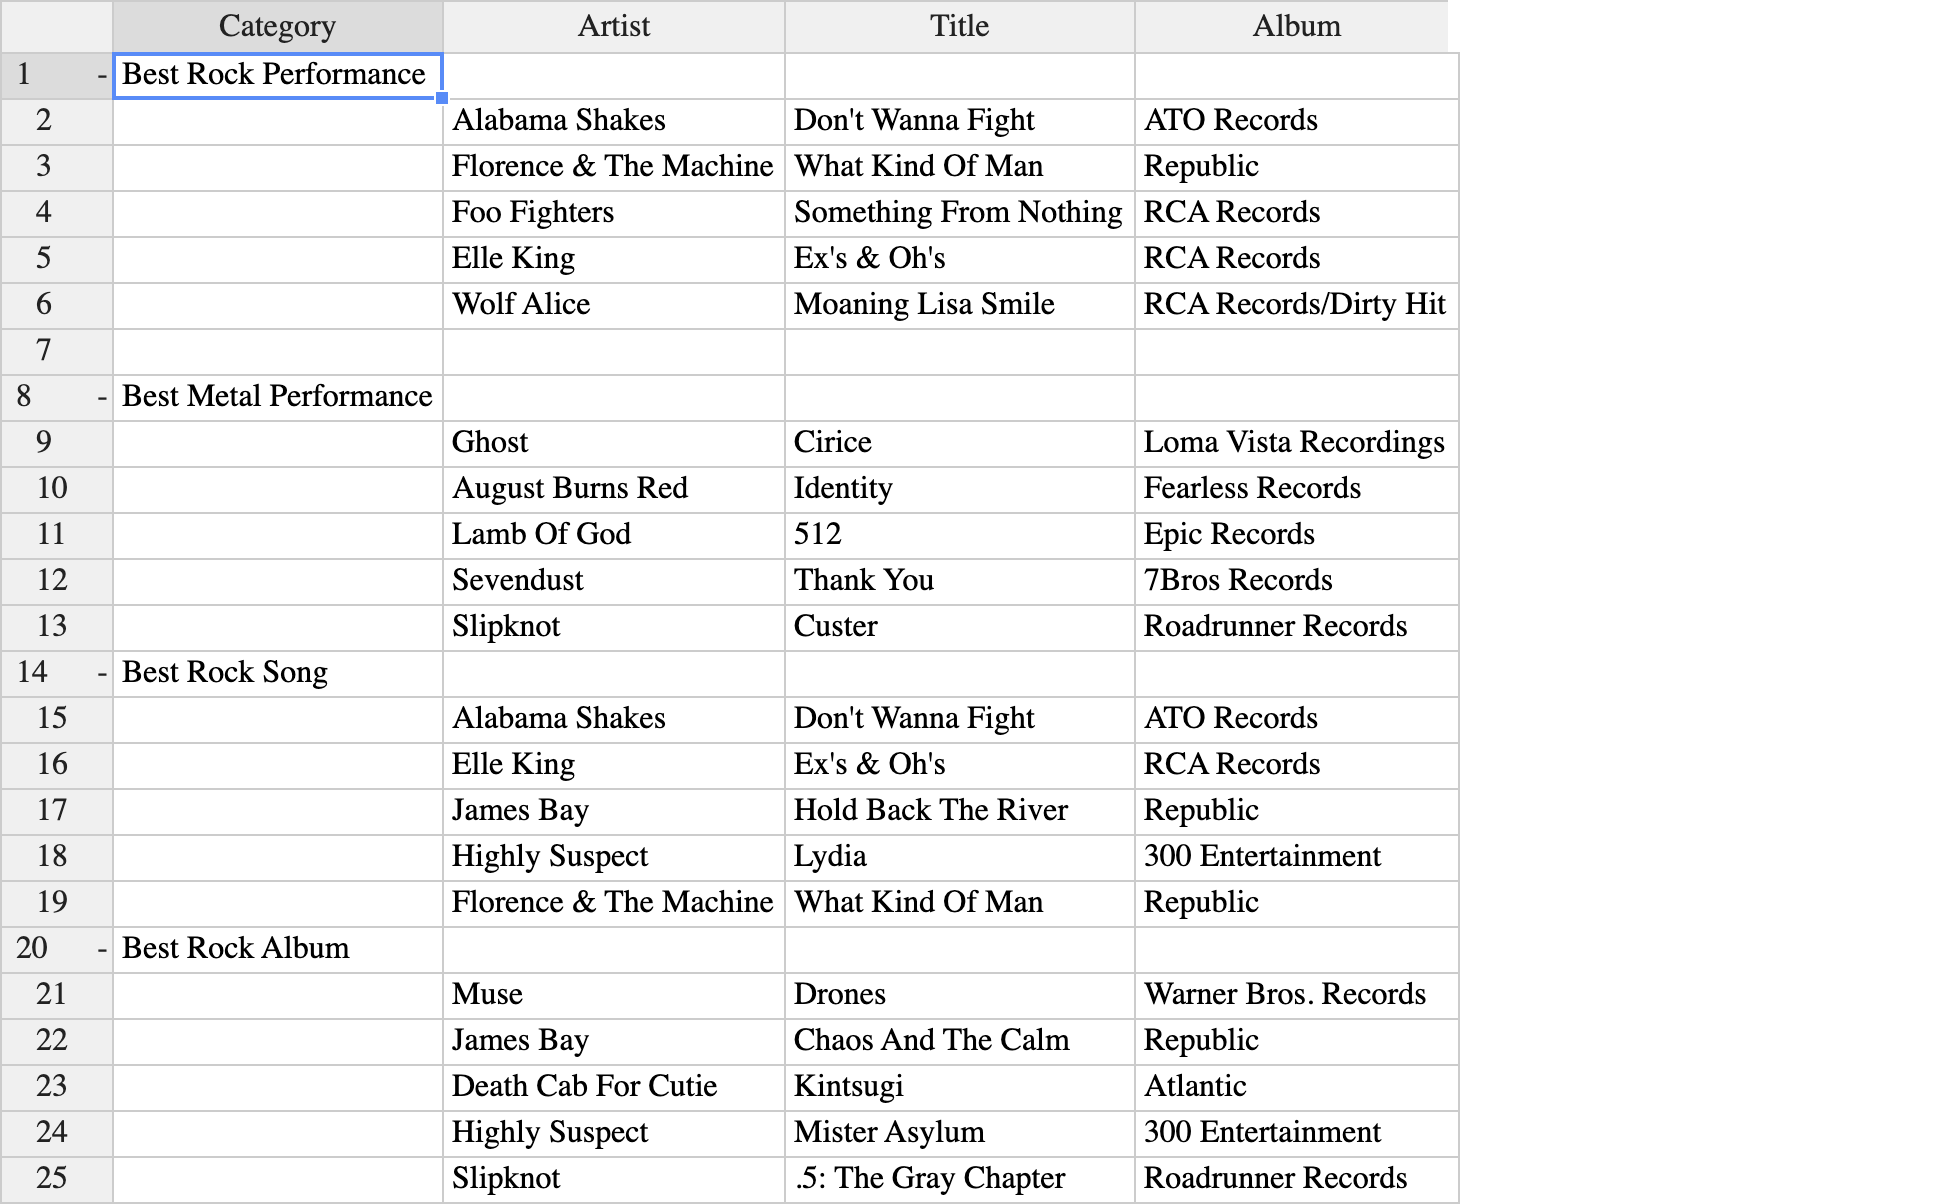 Category Artist Title Album
1 - Best Rock Performance
2 Alabama Shakes Don't Wanna Fight ATO Records
3 Florence & The Machine What Kind Of Man Republic
4 Foo Fighters Something From Nothing RCA Records
5 Elle King Ex's & Oh's RCA Records
6 Wolf Alice Moaning Lisa Smile RCA Records/Dirty Hit
7
8 - Best Metal Performance
9 Ghost Cirice Loma Vista Recordings
10 August Burns Red Identity Fearless Records
11 Lamb Of God 512 Epic Records
12 Sevendust Thank You 7Bros Records
13 Slipknot Custer Roadrunner Records
14 - Best Rock Song
15 Alabama Shakes Don't Wanna Fight ATO Records
16 Elle King Ex's & Oh's RCA Records
17 James Bay Hold Back The River Republic
18 Highly Suspect Lydia 300 Entertainment
19 Florence & The Machine What Kind Of Man Republic
20 - Best Rock Album
21 Muse Drones Warner Bros. Records
22 James Bay Chaos And The Calm Republic
23 Death Cab For Cutie Kintsugi Atlantic
24 Highly Suspect Mister Asylum 300 Entertainment
25 Slipknot .5: The Gray Chapter Roadrunner Records